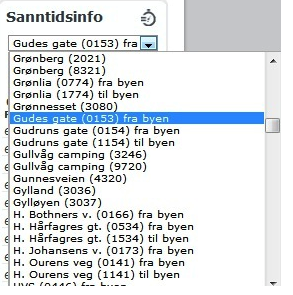 Sanntidsinfo
Gudes gate (0153) fra
Grønberg (2021)
Grønberg (8321)
Grønlia (0774) fra byen
Grønlia (1774) til byen
Grønnesset (3080)
Gudes gate (0153) fra byen
Gudruns gate (0154) fra byen
Gudruns gate (1154) til byen
Gullvåg camping (3246)
Gullvåg camping (9720)
Gunnesveien (4320)
Gylland (3036)
Gylløyen (3037)
H. Bothners v. (0166) fra byen
H. Hårfagres gt. (0534) fra byen
H. Hårfagres gt. (1534) til byen
H. Johansens v. (0173) fra byen
H. Ourens veg (0141) fra byen
H. Ourens veg (1141) til byen